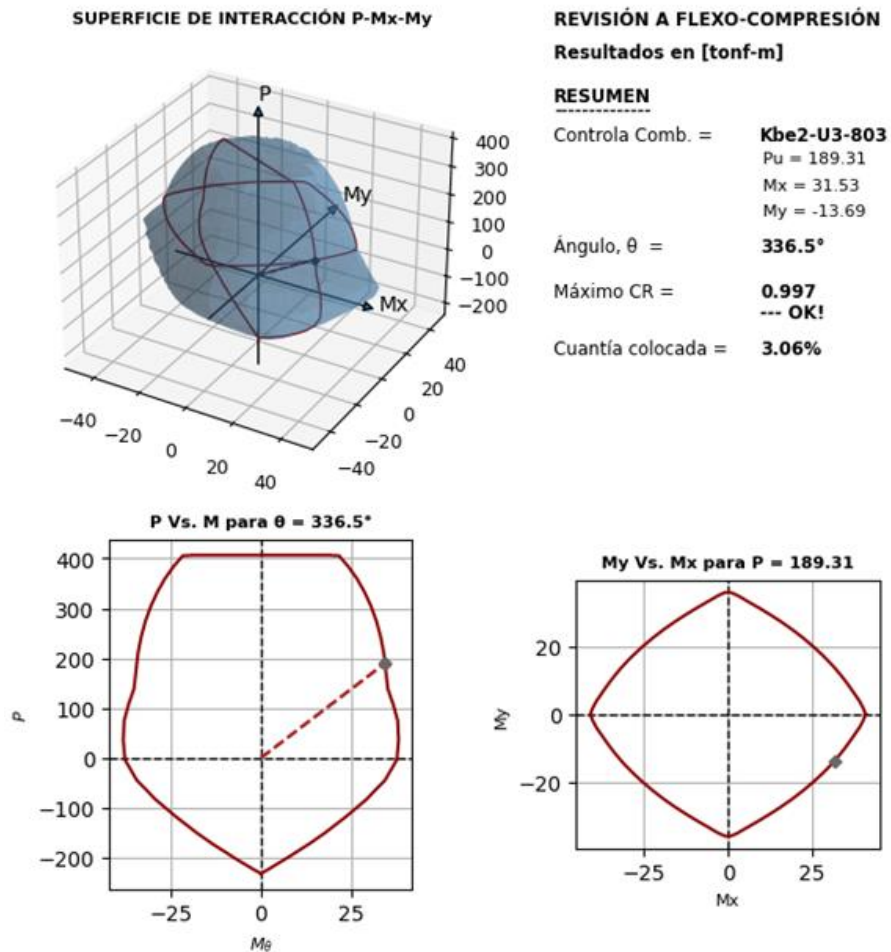 SUPERFICIE DE INTERACCIÓN P-Mx-My
P
My
Mx
400
300
200
100
0
−100
−200
−40
−20
0
20
40
−40
−20
0
20
40
REVISIÓN A FLEXO-COMPRESIÓN
Resultados en [tonf-m]
RESUMEN
-------------
Controla Comb. = Kbe2-U3-803
Pu = 189.31
Mx = 31.53
My = -13.69
Ángulo, θ = 336.5°
Máximo CR = 0.997
--- OK!
Cuantía colocada = 3.06%
P Vs. M para θ = 336.5°
400
300
200
100
0
−100
−200
P
−25
0
25
Mθ
My Vs. Mx para P = 189.31
20
0
−20
My
−25
0
25
Mx